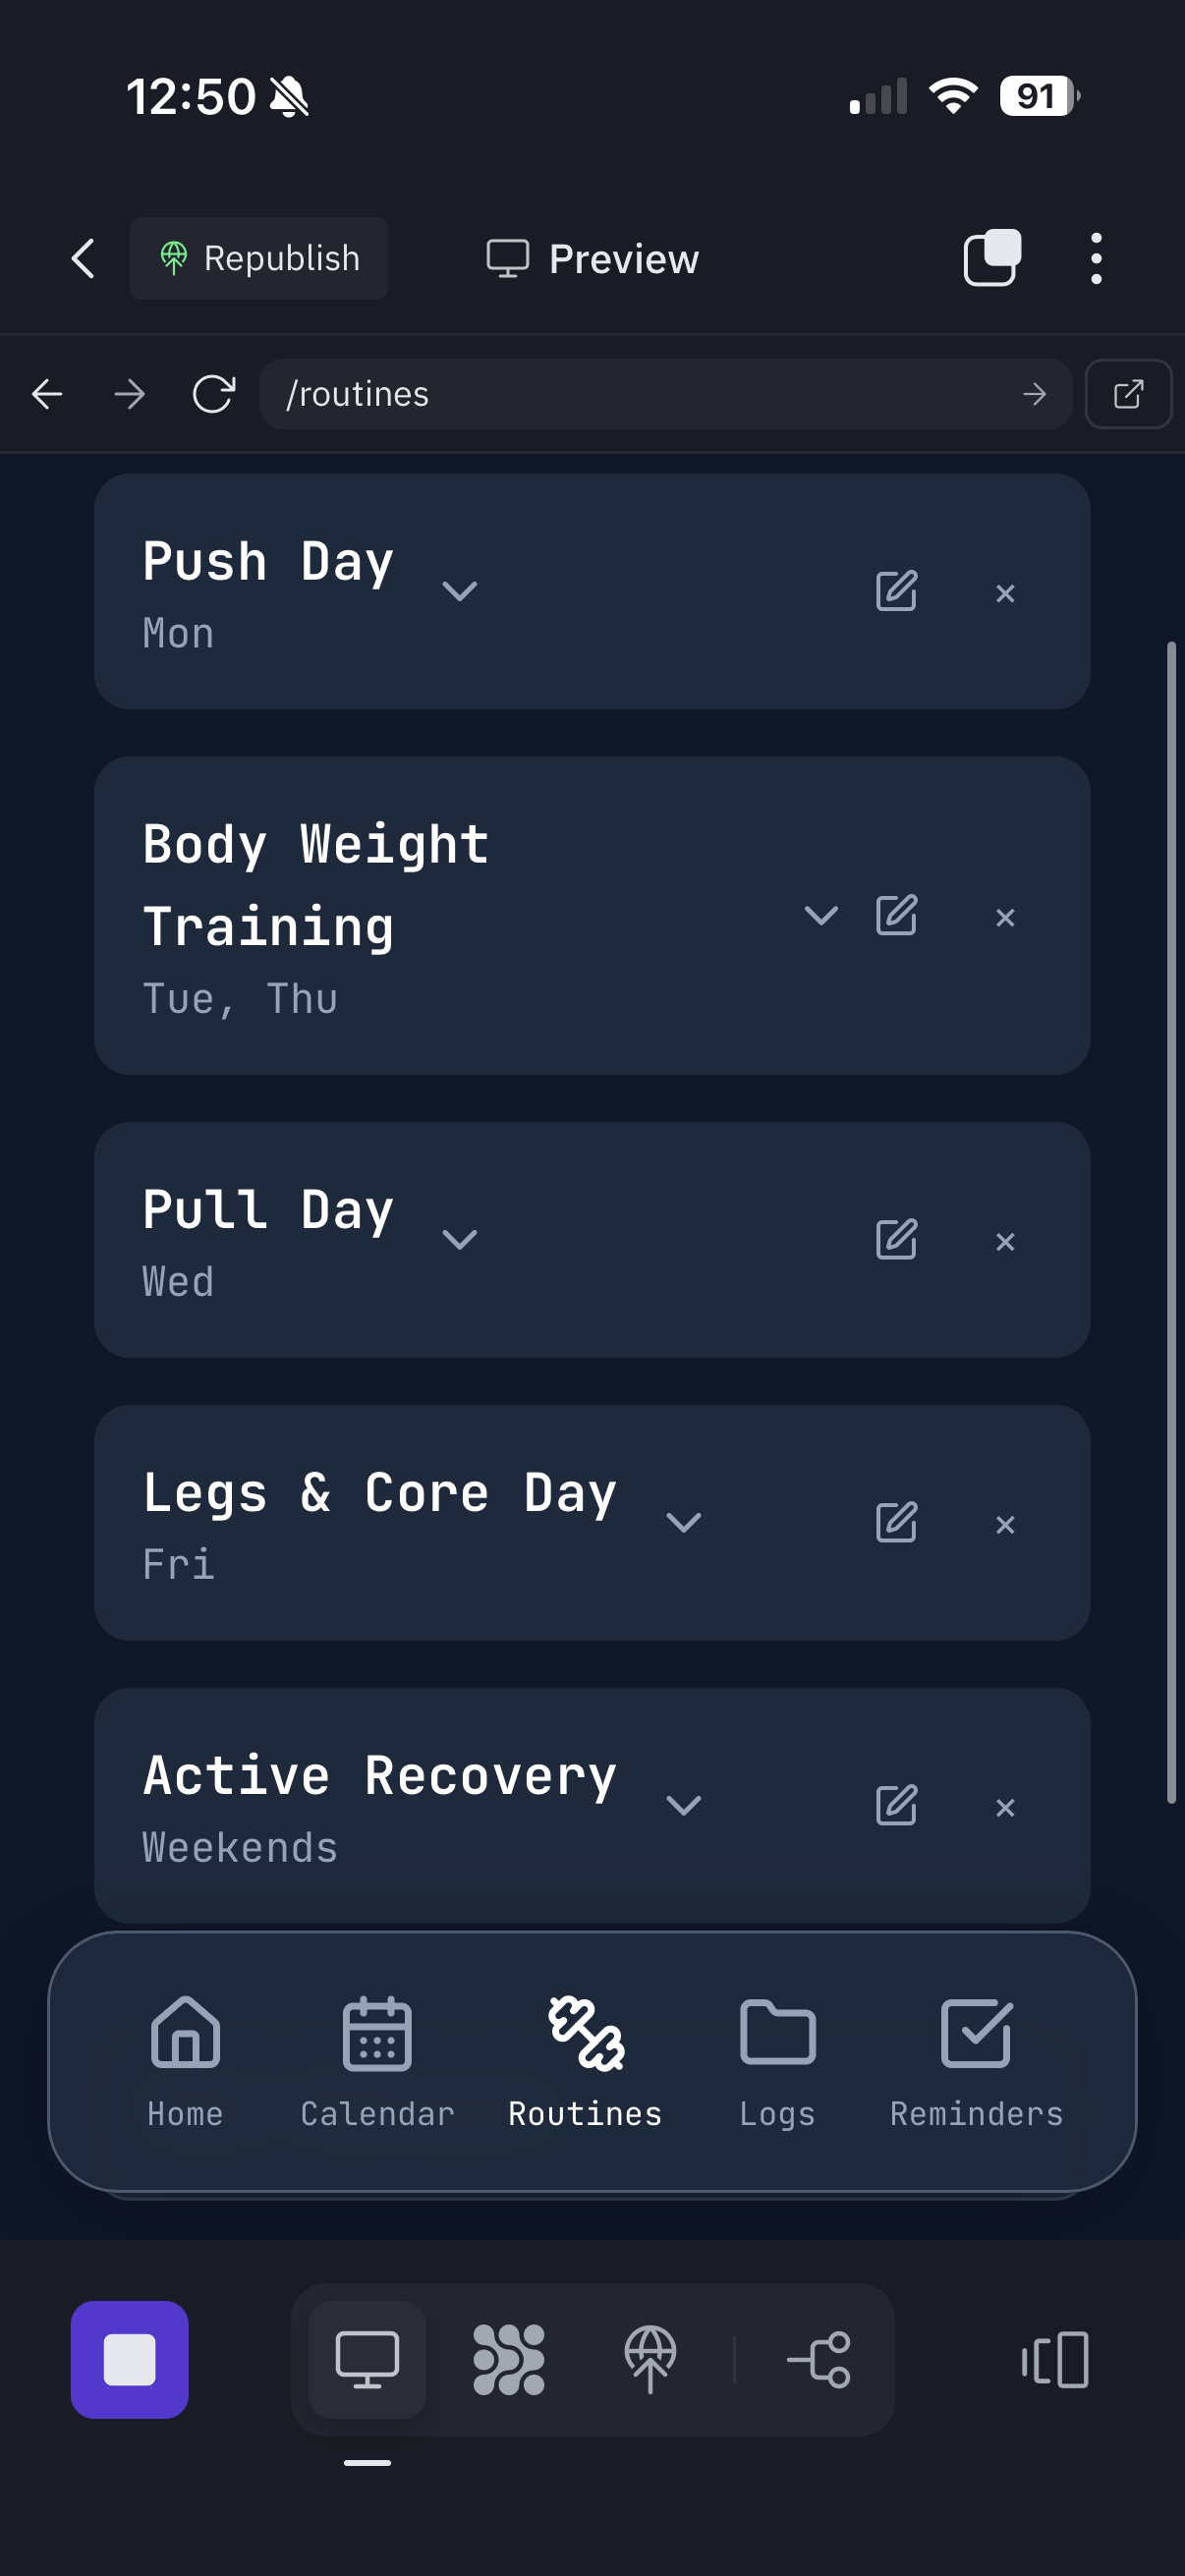 12:50
91
Republish
Preview
/routines
Push Day
Mon
Body Weight
Training
Tue, Thu
Pull Day
Wed
Legs & Core Day
Fri
Active Recovery
Weekends
Home
Calendar
Routines
Logs
Reminders